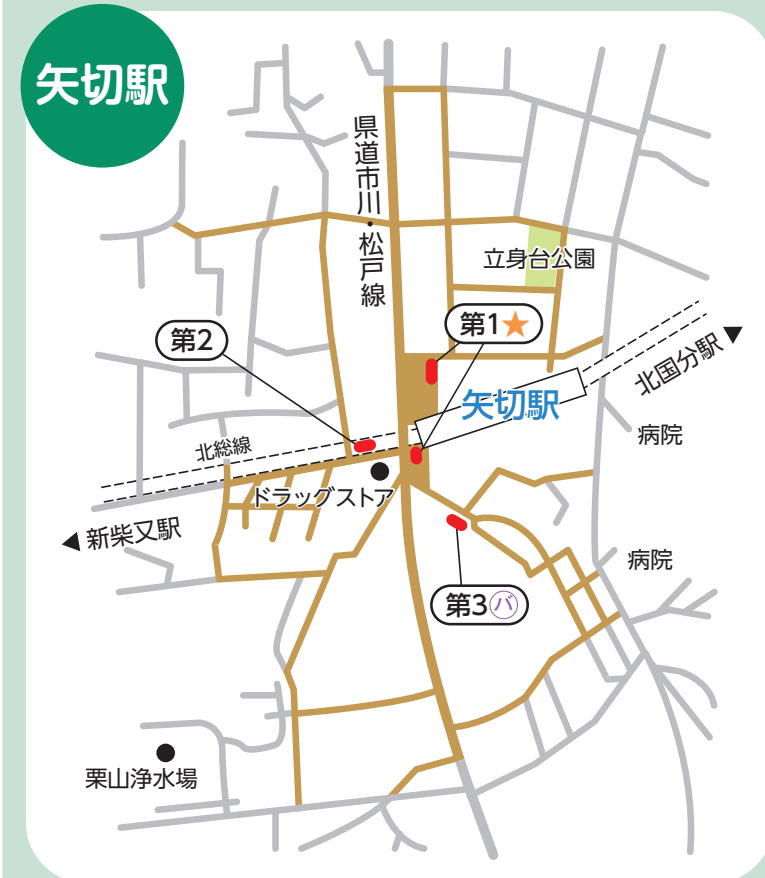 矢切駅
県道市川・松戸線
立身台公園
第1★
第2
北国分駅▶
矢切駅
病院
北総線
ドラッグストア
◀新柴又駅
病院
第3バ
栗山浄水場